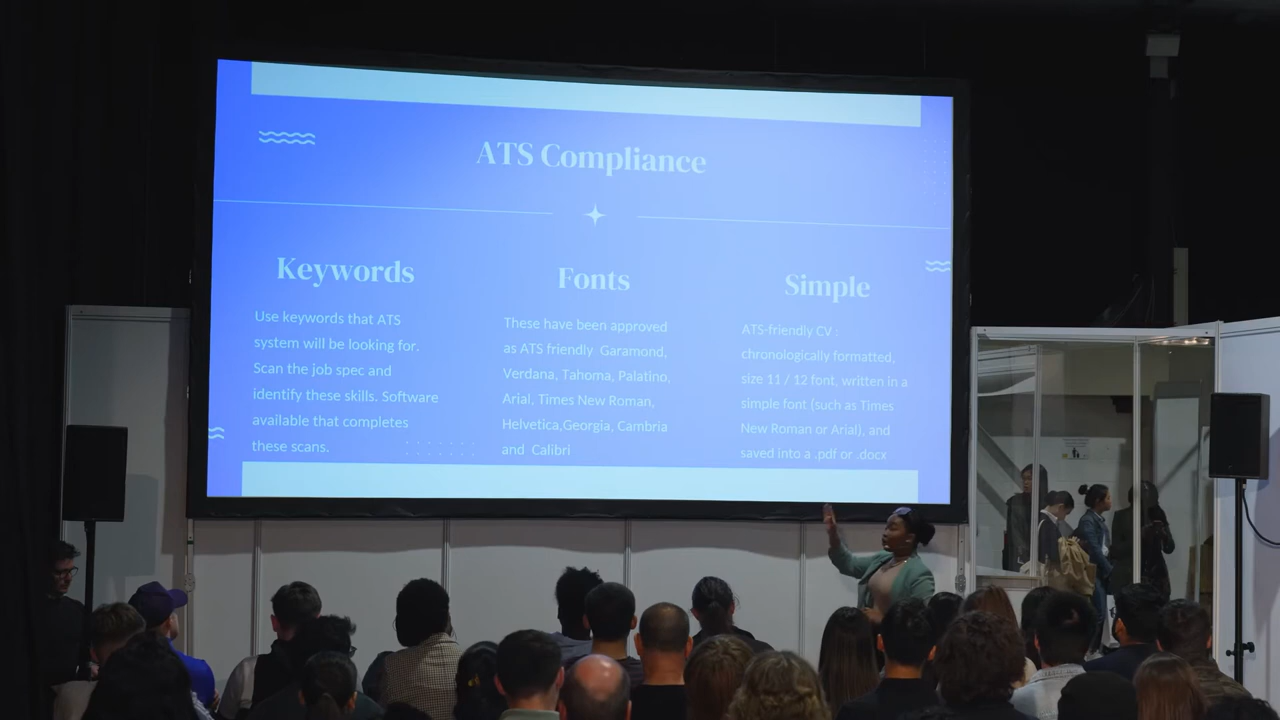 ATS Compliance
Keywords
Use keywords that ATS
system will be looking for.
Scan the job spec and
identify these skills. Software
available that completes
these scans.
Fonts
These have been approved
as ATS friendly  Garamond,
Verdana, Tahoma, Palatino,
Arial, Times New Roman,
Helvetica,Georgia, Cambria
and  Calibri
Simple
ATS-friendly CV :
chronologically formatted,
size 11 / 12 font, written in a
simple font (such as Times
New Roman or Arial), and
saved into a .pdf or .docx